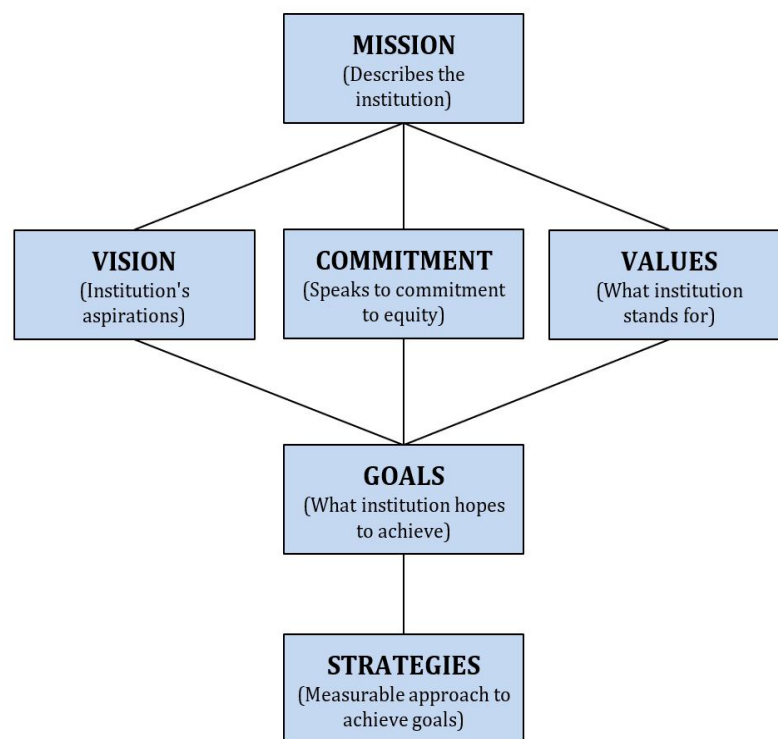 MISSION
(Describes the
institution)
VISION
(Institution's
aspirations)
COMMITMENT
(Speaks to commitment
to equity)
VALUES
(What institution
stands for)
GOALS
(What institution hopes
to achieve)
STRATEGIES
(Measurable approach to
achieve goals)